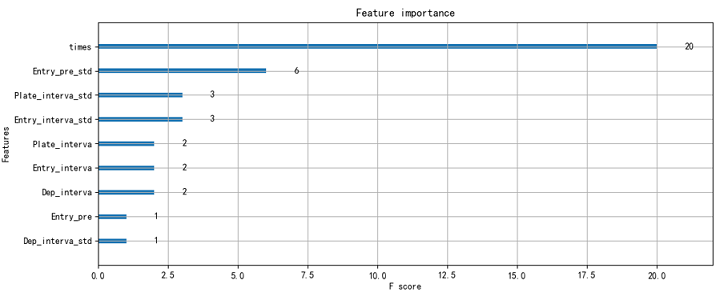 Feature importance
Features
times 20
Entry_pre_std 6
Plate_interva_std 3
Entry_interva_std 3
Plate_interva 2
Entry_interva 2
Dep_interva 2
Entry_pre 1
Dep_interva_std 1
0.0 2.5 5.0 7.5 10.0 12.5 15.0 17.5 20.0
F score